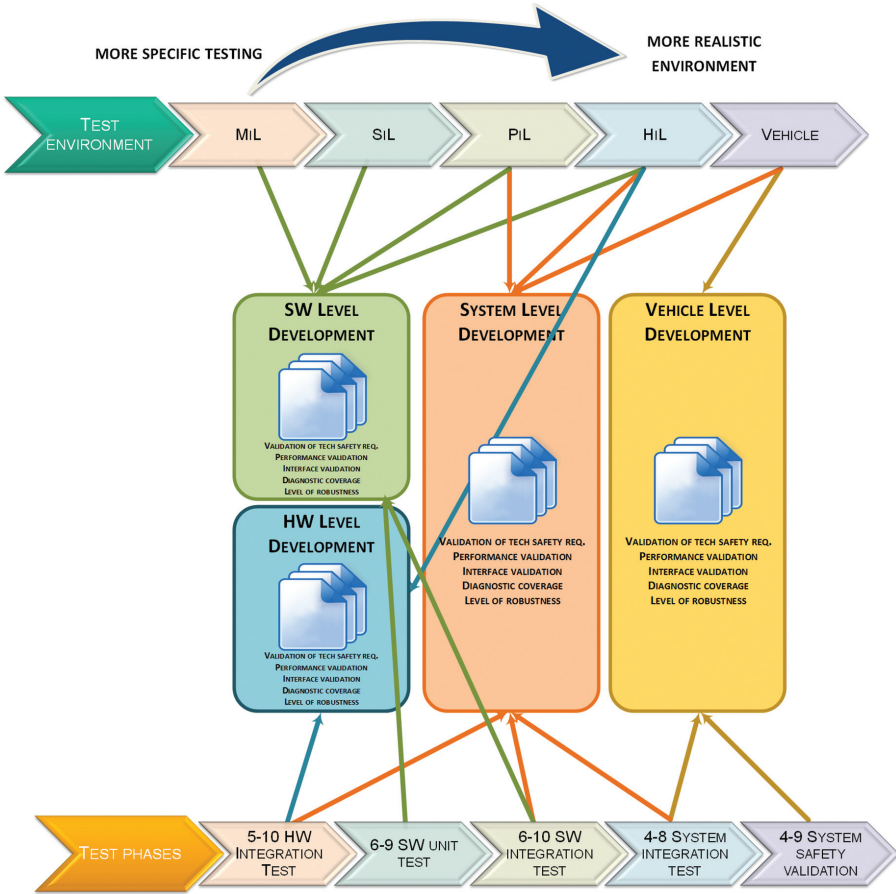 MORE SPECIFIC TESTING
MORE REALISTIC
ENVIRONMENT
TEST
ENVIRONMENT
MIL
SIL
PIL
HIL
VEHICLE
SW LEVEL
DEVELOPMENT
VALIDATION OF TECH SAFETY REQ.
PERFORMANCE VALIDATION
INTERFACE VALIDATION
DIAGNOSTIC COVERAGE
LEVEL OF ROBUSTNESS
HW LEVEL
DEVELOPMENT
VALIDATION OF TECH SAFETY REQ.
PERFORMANCE VALIDATION
INTERFACE VALIDATION
DIAGNOSTIC COVERAGE
LEVEL OF ROBUSTNESS
SYSTEM LEVEL
DEVELOPMENT
VALIDATION OF TECH SAFETY REQ.
PERFORMANCE VALIDATION
INTERFACE VALIDATION
DIAGNOSTIC COVERAGE
LEVEL OF ROBUSTNESS
VEHICLE LEVEL
DEVELOPMENT
VALIDATION OF TECH SAFETY REQ.
PERFORMANCE VALIDATION
INTERFACE VALIDATION
DIAGNOSTIC COVERAGE
LEVEL OF ROBUSTNESS
TEST PHASES
5-10 HW
INTEGRATION
TEST
6-9 SW UNIT
TEST
6-10 SW
INTEGRATION
TEST
4-8 SYSTEM
INTEGRATION
TEST
4-9 SYSTEM
SAFETY
VALIDATION